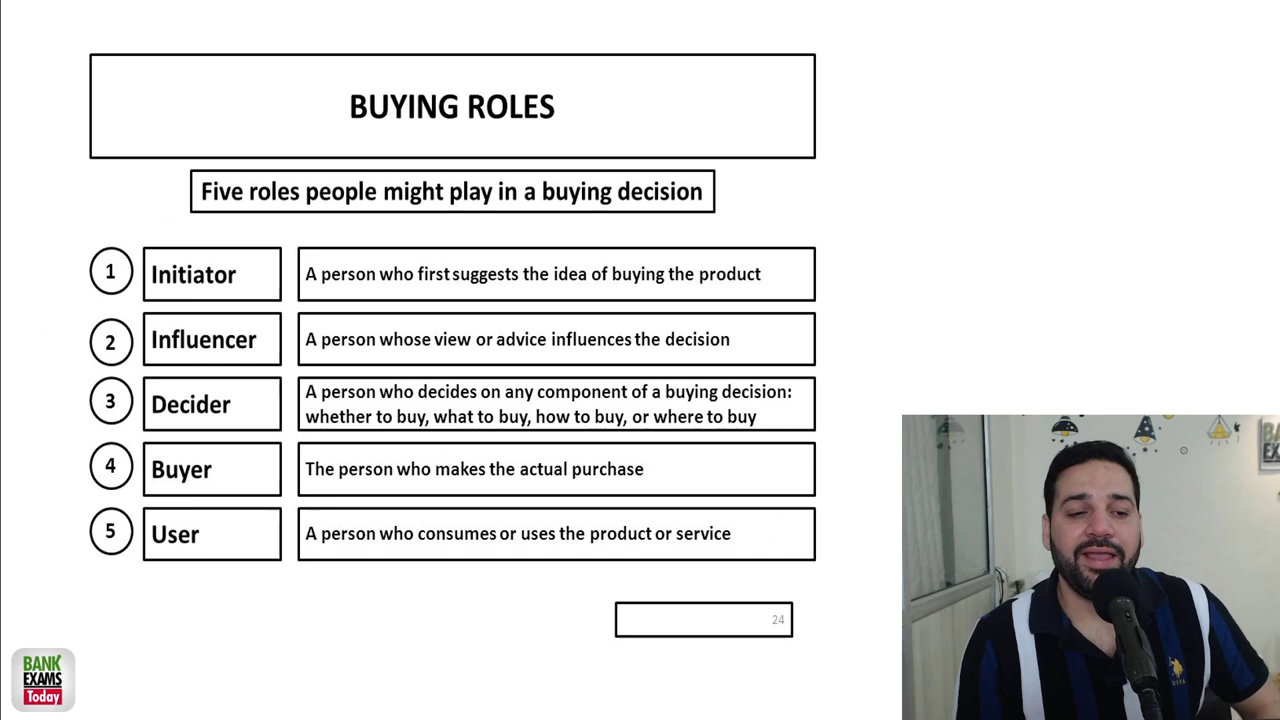 BUYING ROLES
Five roles people might play in a buying decision
1
Initiator
A person who first suggests the idea of buying the product
2
Influencer
A person whose view or advice influences the decision
3
Decider
A person who decides on any component of a buying decision:
whether to buy, what to buy, how to buy, or where to buy
4
Buyer
The person who makes the actual purchase
5
User
A person who consumes or uses the product or service
24
BANK
EXAMS
Today